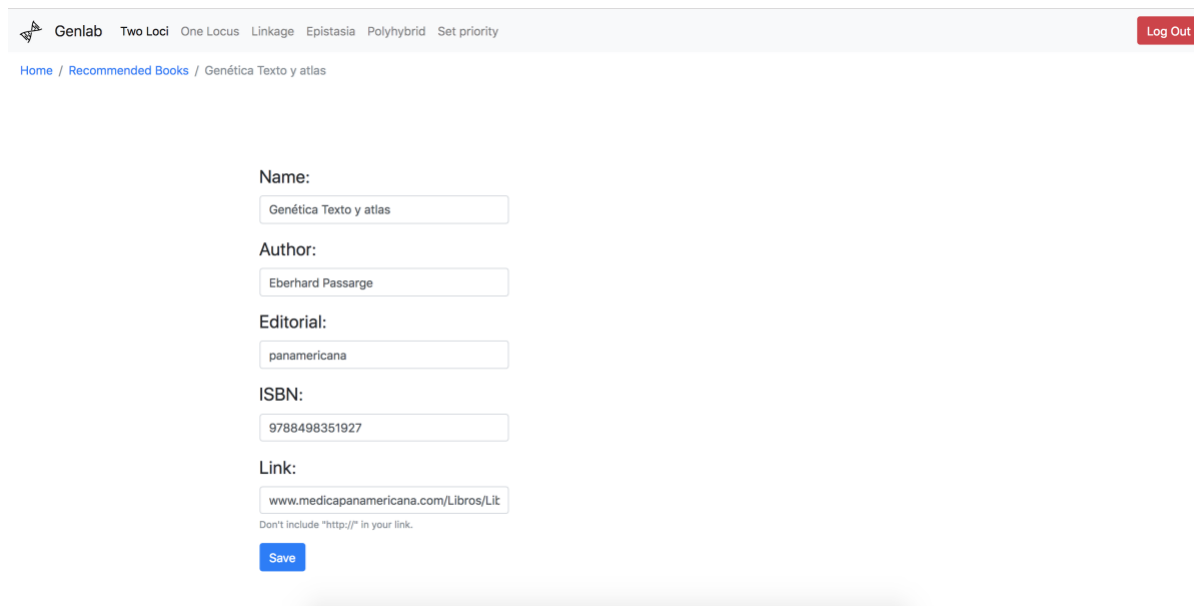 Genlab Two Loci One Locus Linkage Epistasia Polyhybrid Set priority Log Out
Home / Recommended Books / Genética Texto y atlas
Name:
Genética Texto y atlas
Author:
Eberhard Passarge
Editorial:
panamericana
ISBN:
9788498351927
Link:
www.medicapanamericana.com/Libros/Lib
Don't include "http://" in your link.
Save